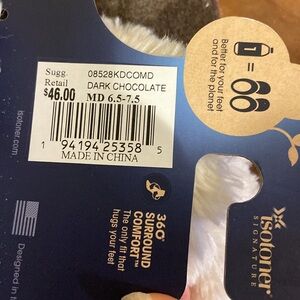 Sugg.
Retail
$46.00
08528KDCOMD
DARK CHOCOLATE
MD 6.5-7.5
1 94194 25358 5
MADE IN CHINA
1 =
Better for your feet
and for the planet
isotoner.com
Designed in
360°
SURROUND
COMFORT™
The only fit that
hugs your feet
isotoner
SIGNATURE